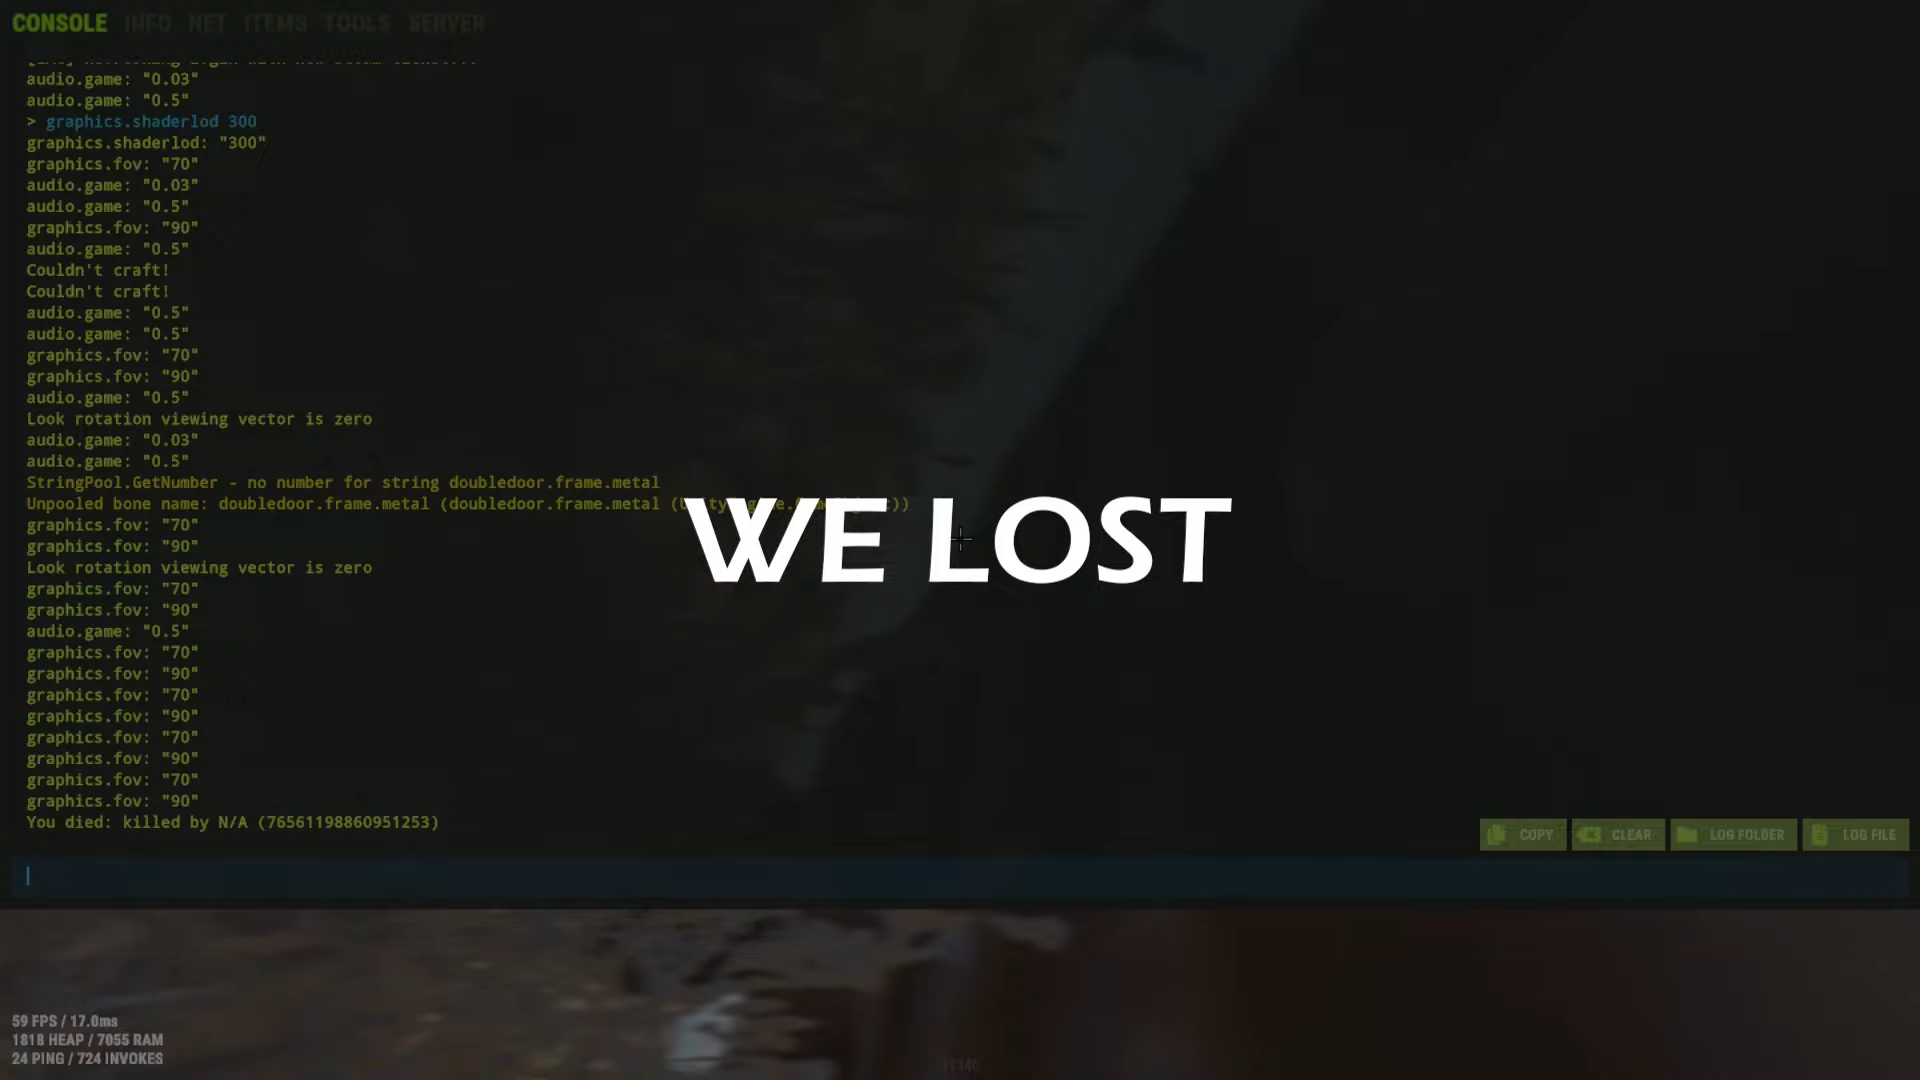 CONSOLE INFO NET ITEMS TOOLS SERVER
audio.game: "0.03"
audio.game: "0.5"
> graphics.shaderlod 300
graphics.shaderlod: "300"
graphics.fov: "70"
audio.game: "0.03"
audio.game: "0.5"
graphics.fov: "90"
audio.game: "0.5"
Couldn't craft!
Couldn't craft!
audio.game: "0.5"
audio.game: "0.5"
graphics.fov: "70"
graphics.fov: "90"
audio.game: "0.5"
Look rotation viewing vector is zero
audio.game: "0.03"
audio.game: "0.5"
StringPool.GetNumber - no number for string doubledoor.frame.metal
Unpooled bone name: doubledoor.frame.metal (doubledoor.frame.metal
graphics.fov: "70"
graphics.fov: "90"
Look rotation viewing vector is zero
graphics.fov: "70"
graphics.fov: "90"
audio.game: "0.5"
graphics.fov: "70"
graphics.fov: "90"
graphics.fov: "70"
graphics.fov: "90"
graphics.fov: "70"
graphics.fov: "90"
graphics.fov: "70"
graphics.fov: "90"
You died: killed by N/A (76561198860951253)
WE LOST
COPY CLEAR LOG FOLDER LOG FILE
59 FPS / 17.0ms
1818 HEAP / 7055 RAM
24 PING / 724 INVOKES